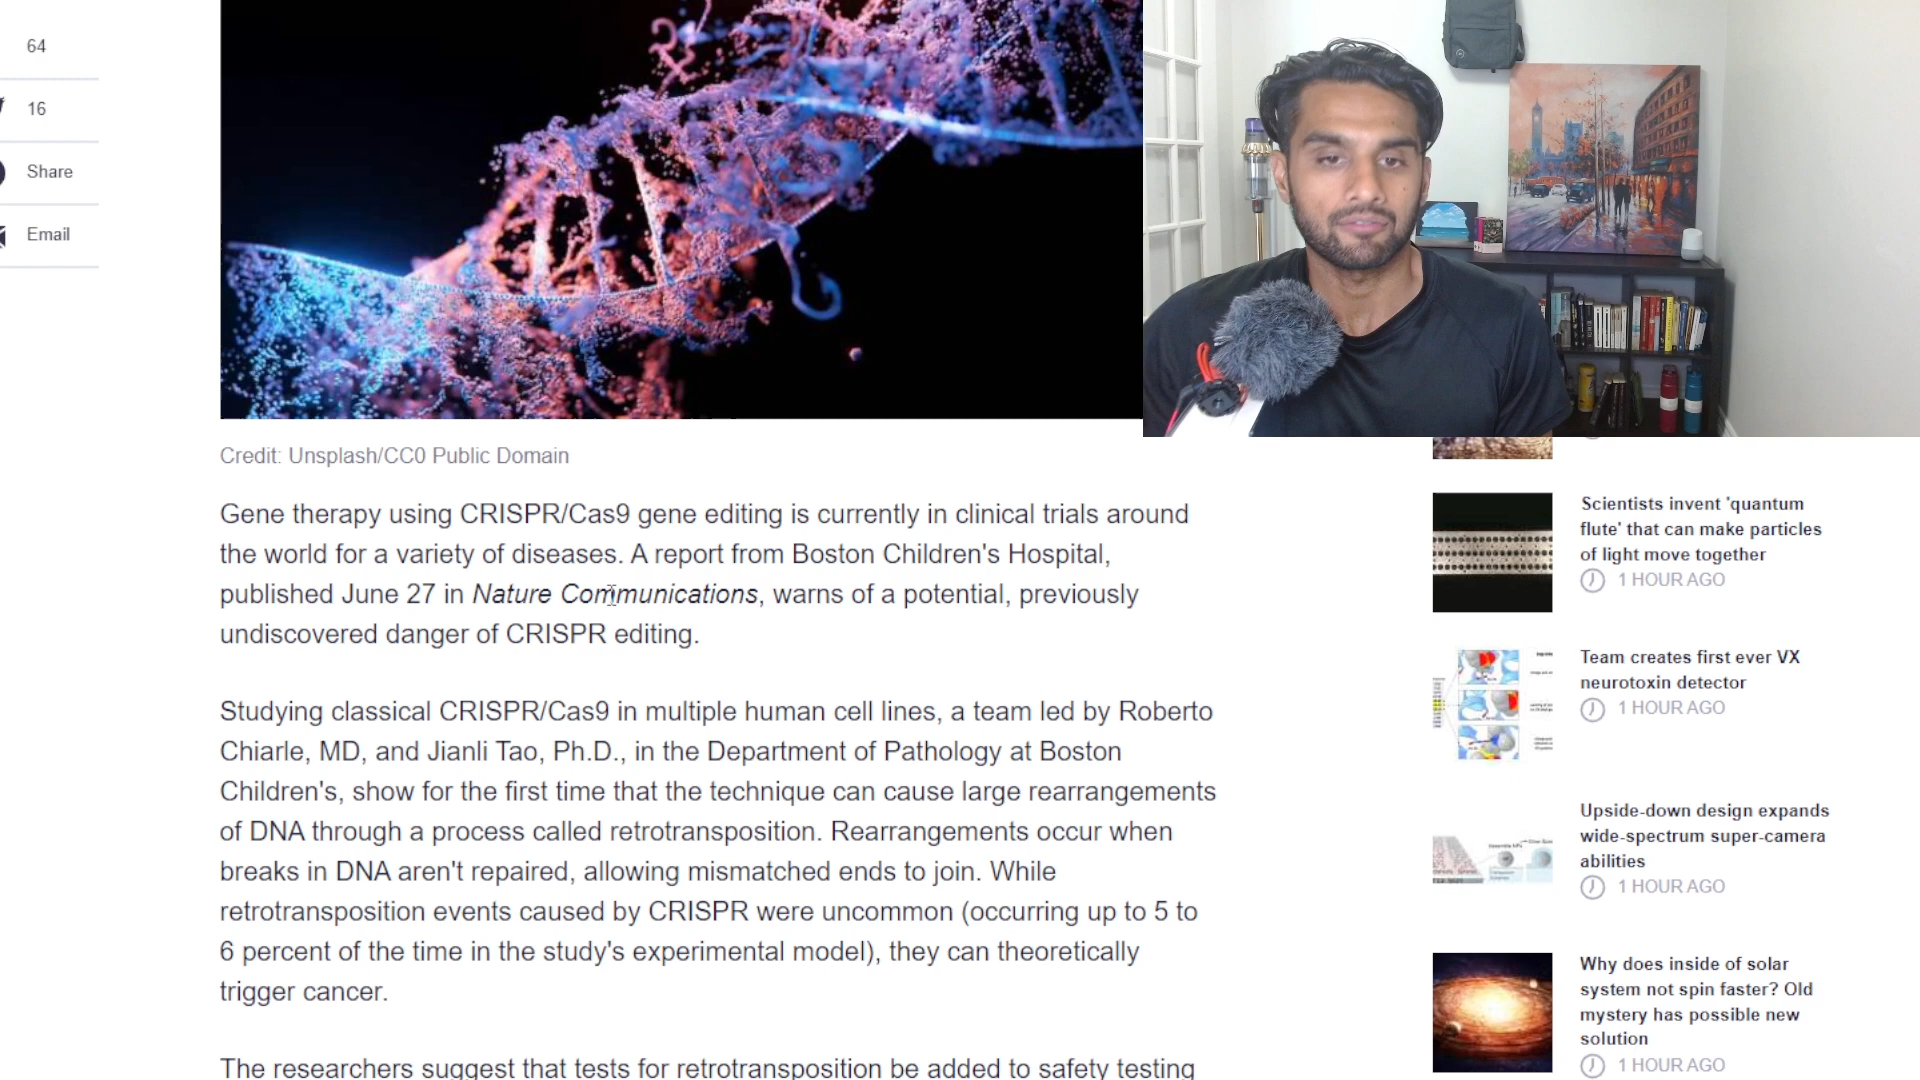 64
16
Share
Email
Credit: Unsplash/CC0 Public Domain
Gene therapy using CRISPR/Cas9 gene editing is currently in clinical trials around
the world for a variety of diseases. A report from Boston Children's Hospital,
published June 27 in Nature Communications, warns of a potential, previously
undiscovered danger of CRISPR editing.
Studying classical CRISPR/Cas9 in multiple human cell lines, a team led by Roberto
Chiarle, MD, and Jianli Tao, Ph.D., in the Department of Pathology at Boston
Children's, show for the first time that the technique can cause large rearrangements
of DNA through a process called retrotransposition. Rearrangements occur when
breaks in DNA aren't repaired, allowing mismatched ends to join. While
retrotransposition events caused by CRISPR were uncommon (occurring up to 5 to
6 percent of the time in the study's experimental model), they can theoretically
trigger cancer.
The researchers suggest that tests for retrotransposition be added to safety testing
Scientists invent 'quantum
flute' that can make particles
of light move together
1 HOUR AGO
Team creates first ever VX
neurotoxin detector
1 HOUR AGO
Upside-down design expands
wide-spectrum super-camera
abilities
1 HOUR AGO
Why does inside of solar
system not spin faster? Old
mystery has possible new
solution
1 HOUR AGO